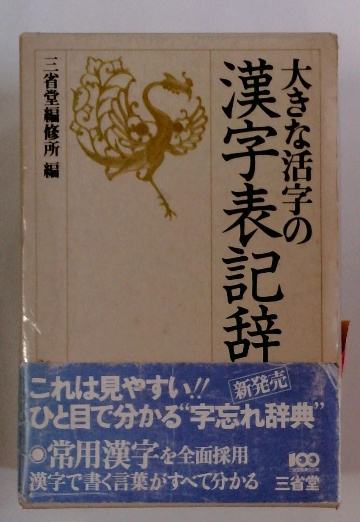 大きな活字の
漢字表記辞
三省堂編修所 編
これは見やすい!!
新発売
ひと目で分かる“字忘れ辞典”
◉常用漢字を全面採用
漢字で書く言葉がすべて分かる
100
三省堂